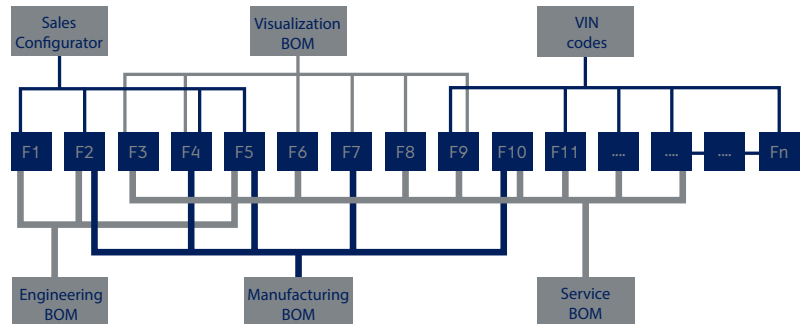 Sales
Configurator
Visualization
BOM
VIN
codes
F1 F2 F3 F4 F5 F6 F7 F8 F9 F10 F11 .... .... .... Fn
Engineering
BOM
Manufacturing
BOM
Service
BOM